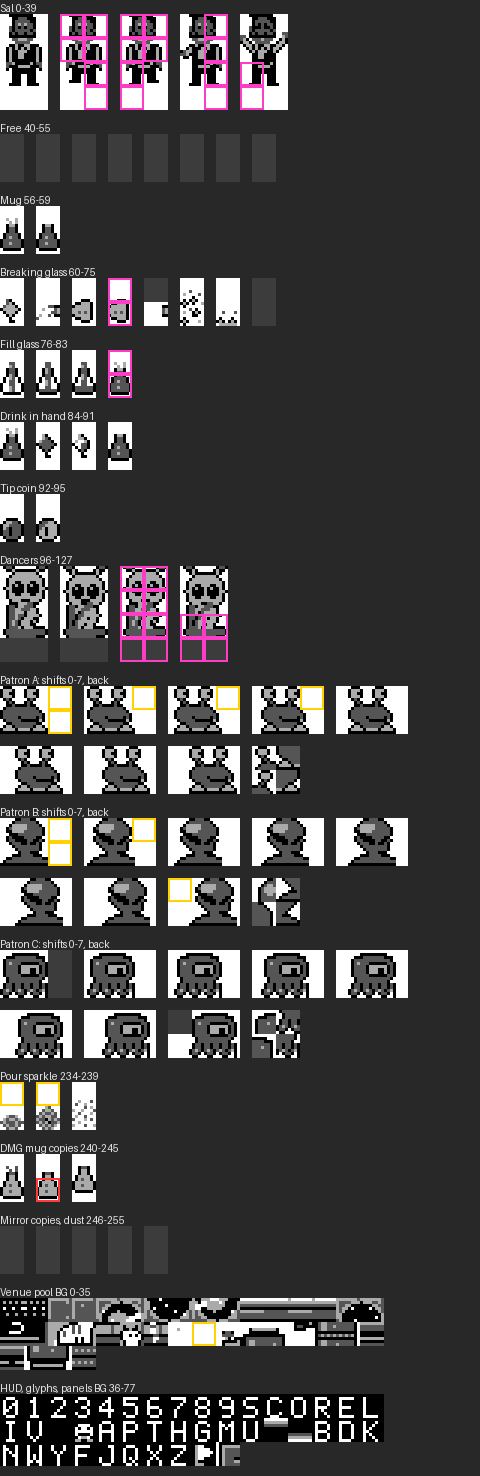 Sal 0-39
Free 40-55
Mug 56-59
Breaking glass 60-75
Fill glass 76-83
Drink in hand 84-91
Tip coin 92-95
Dancers 96-127
Patron A: shifts 0-7, back
Patron B: shifts 0-7, back
Patron C: shifts 0-7, back
Pour sparkle 234-239
DMG mug copies 240-245
Mirror copies, dust 246-255
Venue pool BG 0-35
HUD, glyphs, panels BG 36-77
0123456789SCOREL
IV APTHGMU BDK
NWYFJQXZ